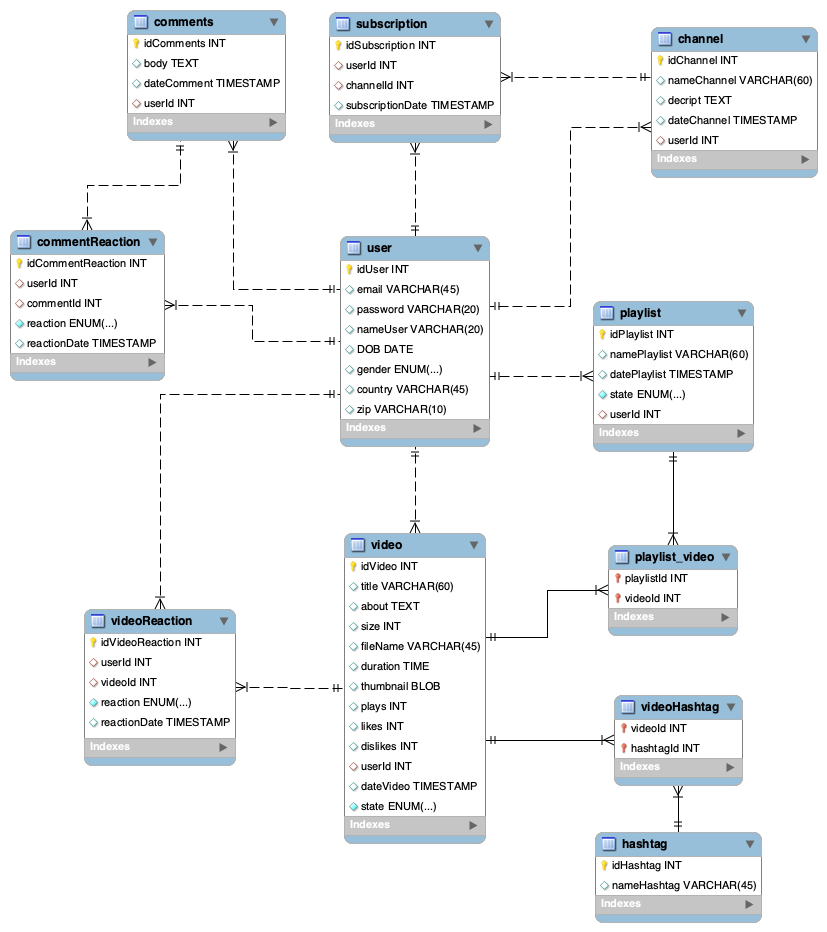 comments
idComments INT
body TEXT
dateComment TIMESTAMP
userId INT
Indexes
subscription
idSubscription INT
userId INT
channelId INT
subscriptionDate TIMESTAMP
Indexes
channel
idChannel INT
nameChannel VARCHAR(60)
decript TEXT
dateChannel TIMESTAMP
userId INT
Indexes
commentReaction
idCommentReaction INT
userId INT
commentId INT
reaction ENUM(...)
reactionDate TIMESTAMP
Indexes
user
idUser INT
email VARCHAR(45)
password VARCHAR(20)
nameUser VARCHAR(20)
DOB DATE
gender ENUM(...)
country VARCHAR(45)
zip VARCHAR(10)
Indexes
playlist
idPlaylist INT
namePlaylist VARCHAR(60)
datePlaylist TIMESTAMP
state ENUM(...)
userId INT
Indexes
video
idVideo INT
title VARCHAR(60)
about TEXT
size INT
fileName VARCHAR(45)
duration TIME
thumbnail BLOB
plays INT
likes INT
dislikes INT
userId INT
dateVideo TIMESTAMP
state ENUM(...)
Indexes
playlist_video
playlistId INT
videoId INT
Indexes
videoReaction
idVideoReaction INT
userId INT
videoId INT
reaction ENUM(...)
reactionDate TIMESTAMP
Indexes
videoHashtag
videoId INT
hashtagId INT
Indexes
hashtag
idHashtag INT
nameHashtag VARCHAR(45)
Indexes